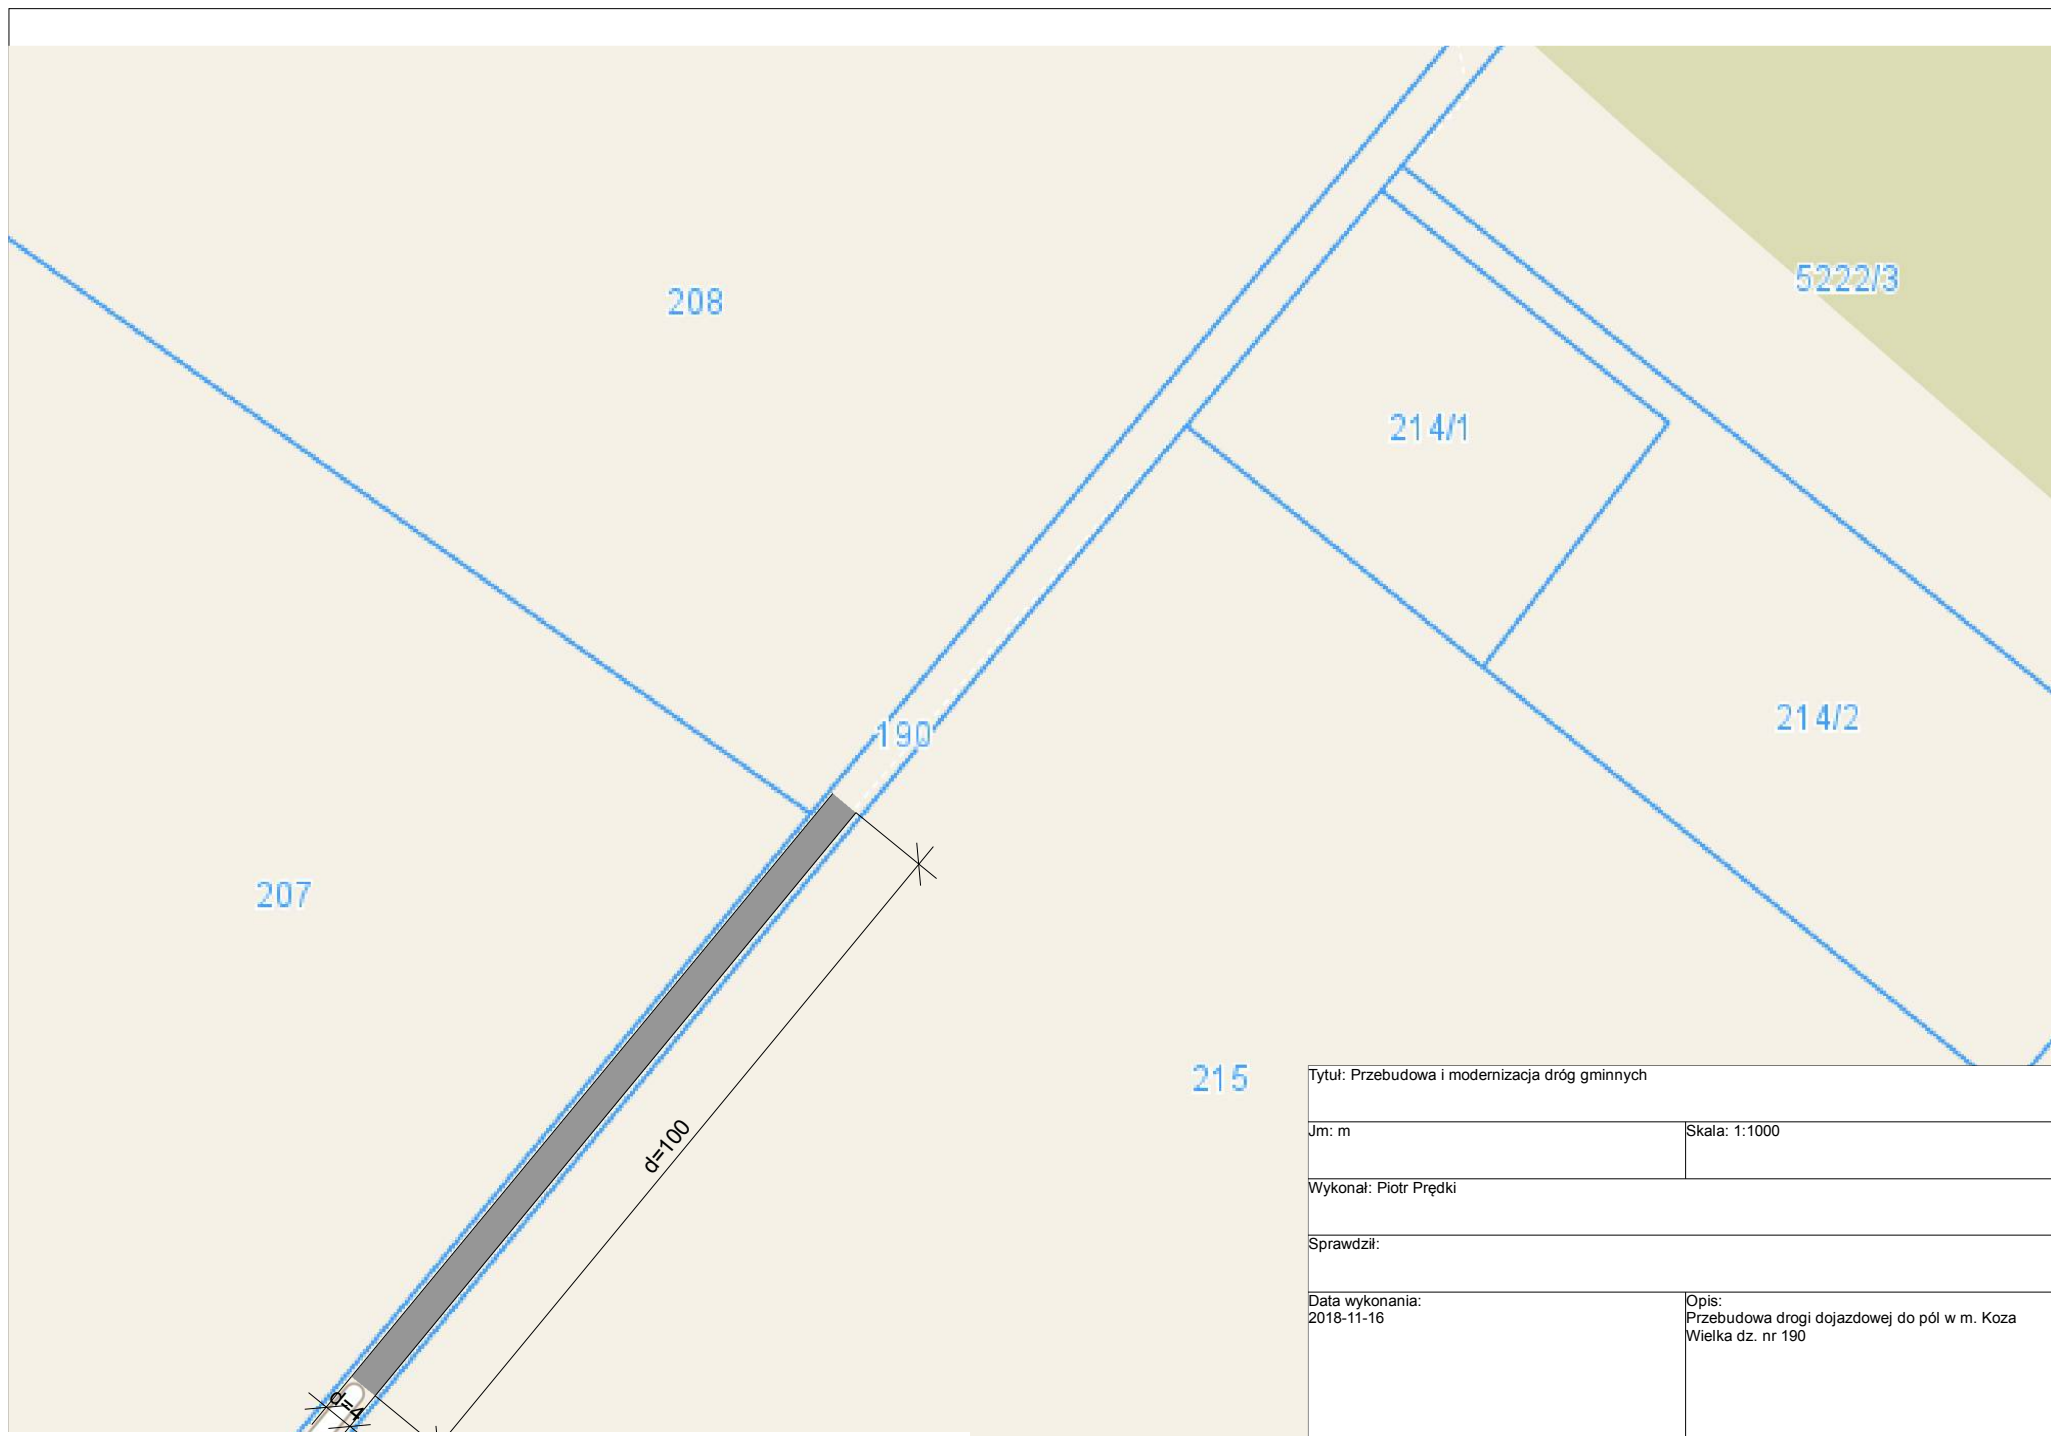 5222/3
208
214/1
214/2
190
207
215
d=100
d=4
Tytuł: Przebudowa i modernizacja dróg gminnych
Jm: m
Skala: 1:1000
Wykonał: Piotr Prędki
Sprawdził:
Data wykonania:
2018-11-16
Opis:
Przebudowa drogi dojazdowej do pól w m. Koza
Wielka dz. nr 190